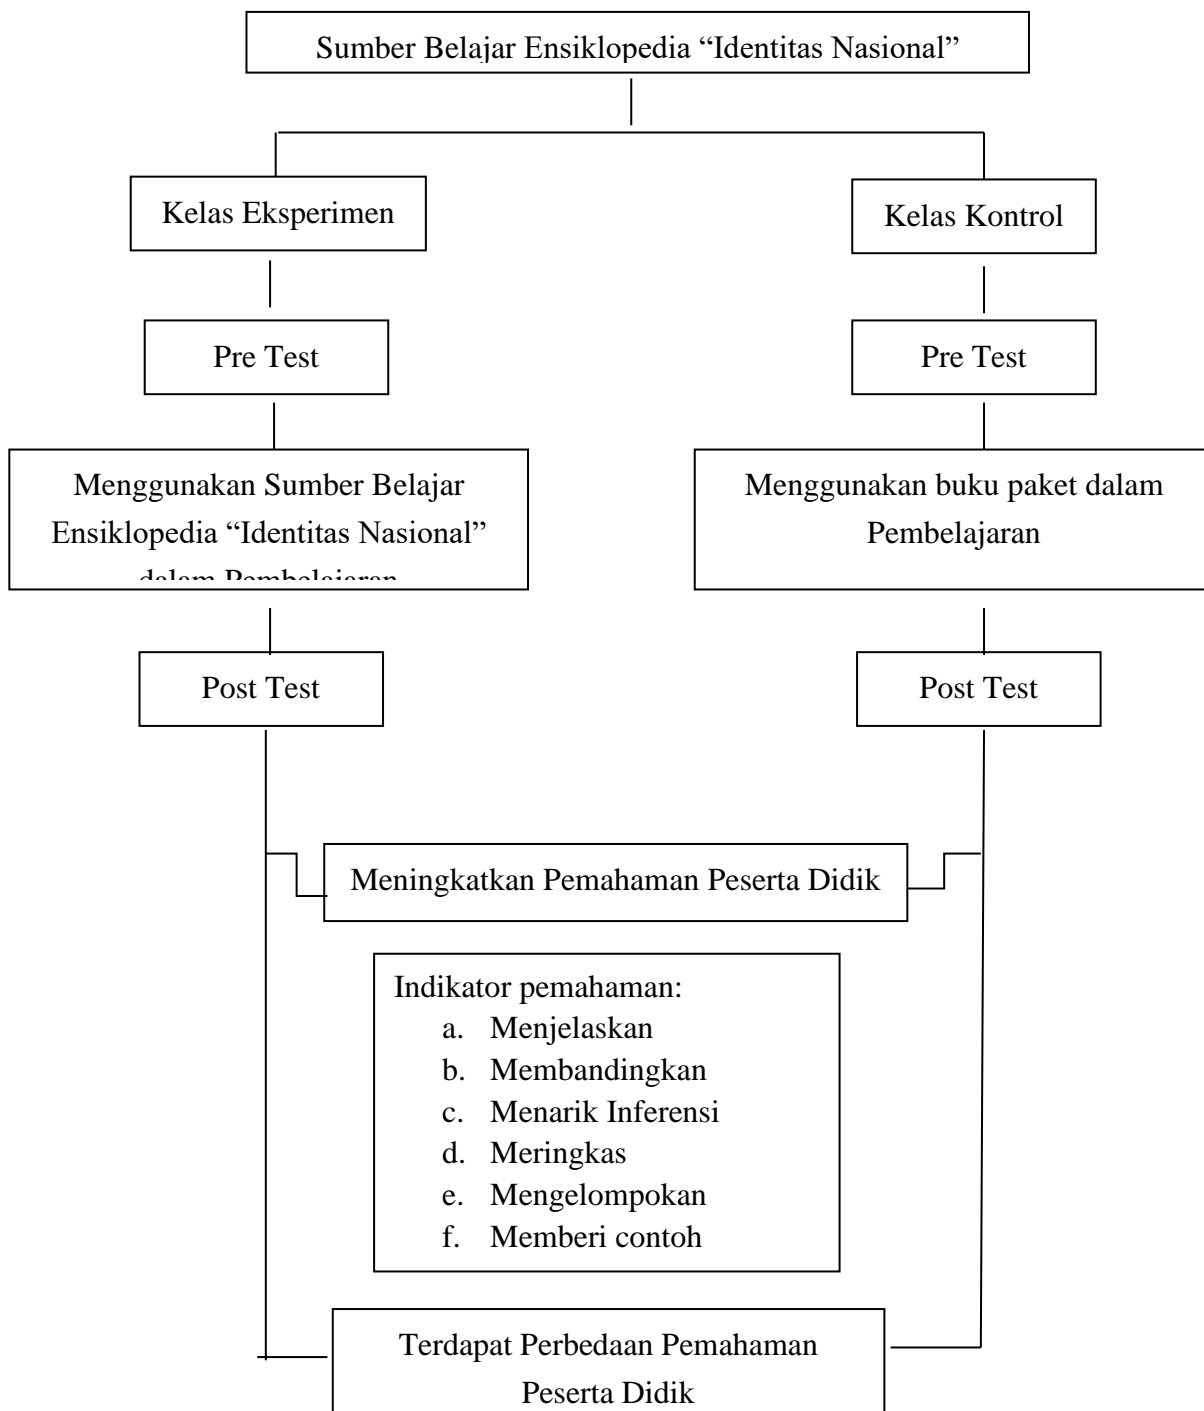 Sumber Belajar Ensiklopedia “Identitas Nasional”
Kelas Eksperimen
Kelas Kontrol
Pre Test
Pre Test
Menggunakan Sumber Belajar
Ensiklopedia “Identitas Nasional”
dalam Pembelajaran
Menggunakan buku paket dalam
Pembelajaran
Post Test
Post Test
Meningkatkan Pemahaman Peserta Didik
Indikator pemahaman:
a. Menjelaskan
b. Membandingkan
c. Menarik Inferensi
d. Meringkas
e. Mengelompokan
f. Memberi contoh
Terdapat Perbedaan Pemahaman
Peserta Didik